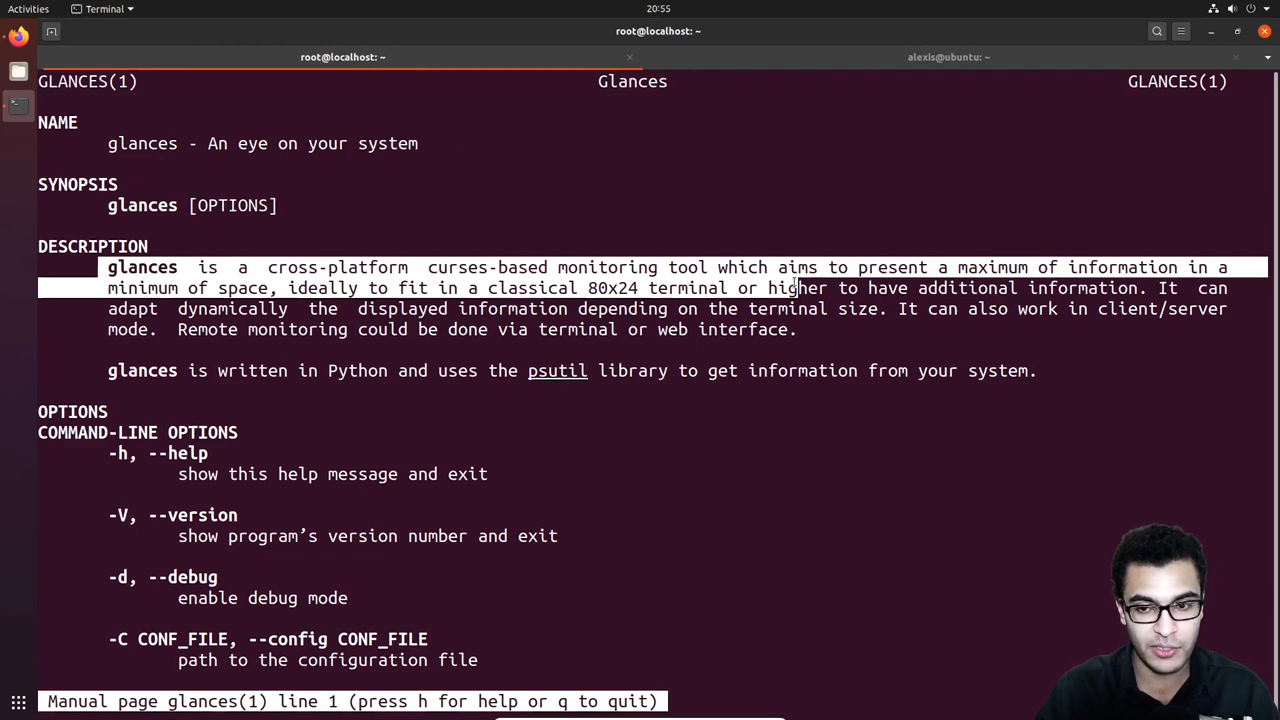 Activities
Terminal
20:55
root@localhost: ~
root@localhost: ~
alexis@ubuntu: ~
GLANCES(1) Glances GLANCES(1)
NAME
glances - An eye on your system
SYNOPSIS
glances [OPTIONS]
DESCRIPTION
glances is a cross-platform curses-based monitoring tool which aims to present a maximum of information in a
minimum of space, ideally to fit in a classical 80x24 terminal or higher to have additional information. It can
adapt dynamically the displayed information depending on the terminal size. It can also work in client/server
mode. Remote monitoring could be done via terminal or web interface.
glances is written in Python and uses the psutil library to get information from your system.
OPTIONS
COMMAND-LINE OPTIONS
-h, --help
show this help message and exit
-V, --version
show program’s version number and exit
-d, --debug
enable debug mode
-C CONF_FILE, --config CONF_FILE
path to the configuration file
Manual page glances(1) line 1 (press h for help or q to quit)